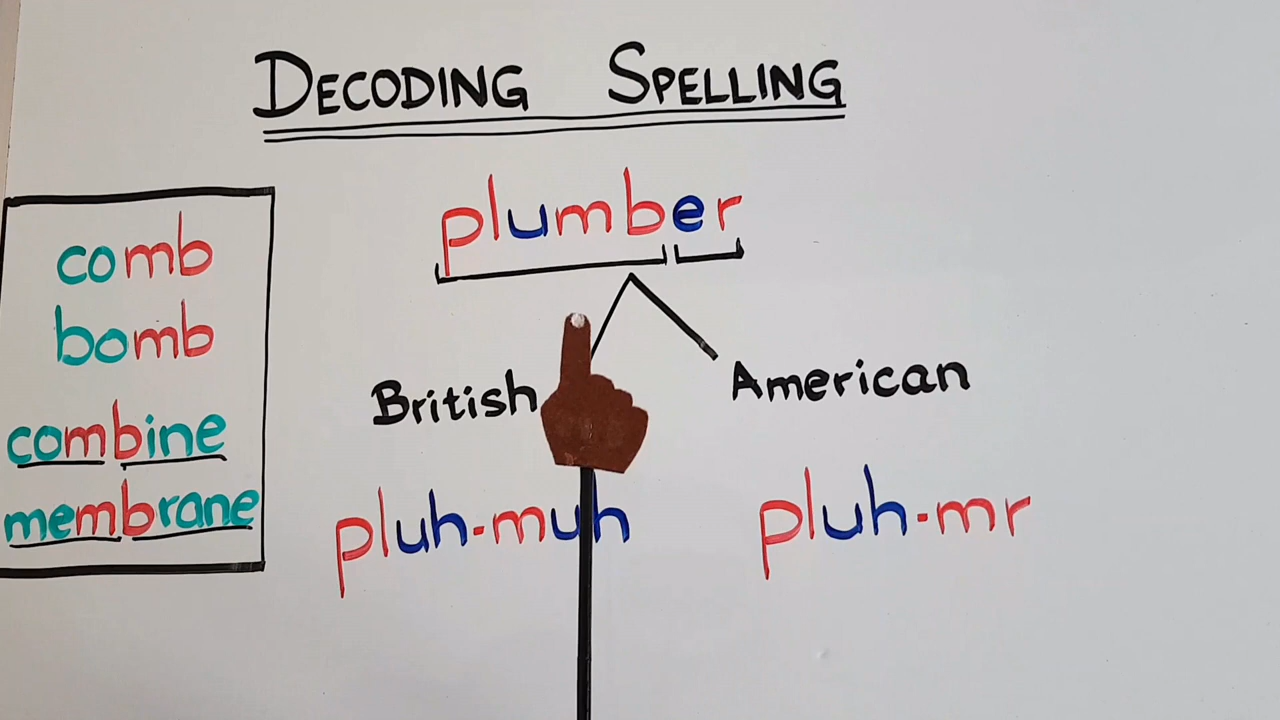 DECODING SPELLING
plumber
comb
bomb
combine
membrane
British American
pluh-muh pluh-mr